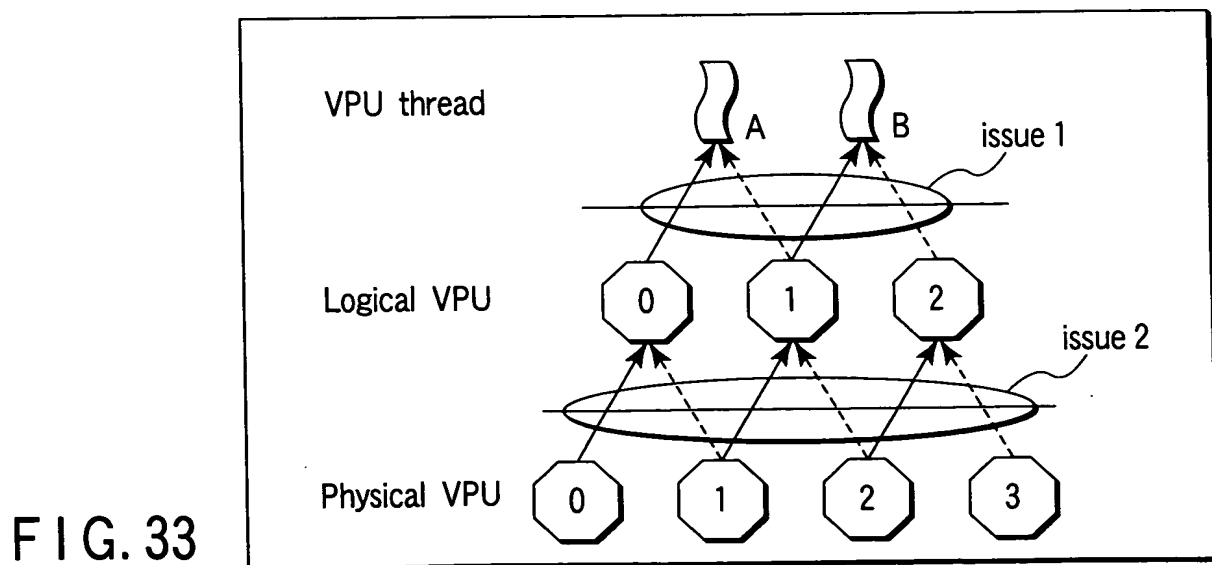 VPU thread
A
B
issue 1
Logical VPU
0
1
2
issue 2
Physical VPU
0
1
2
3
FIG. 33